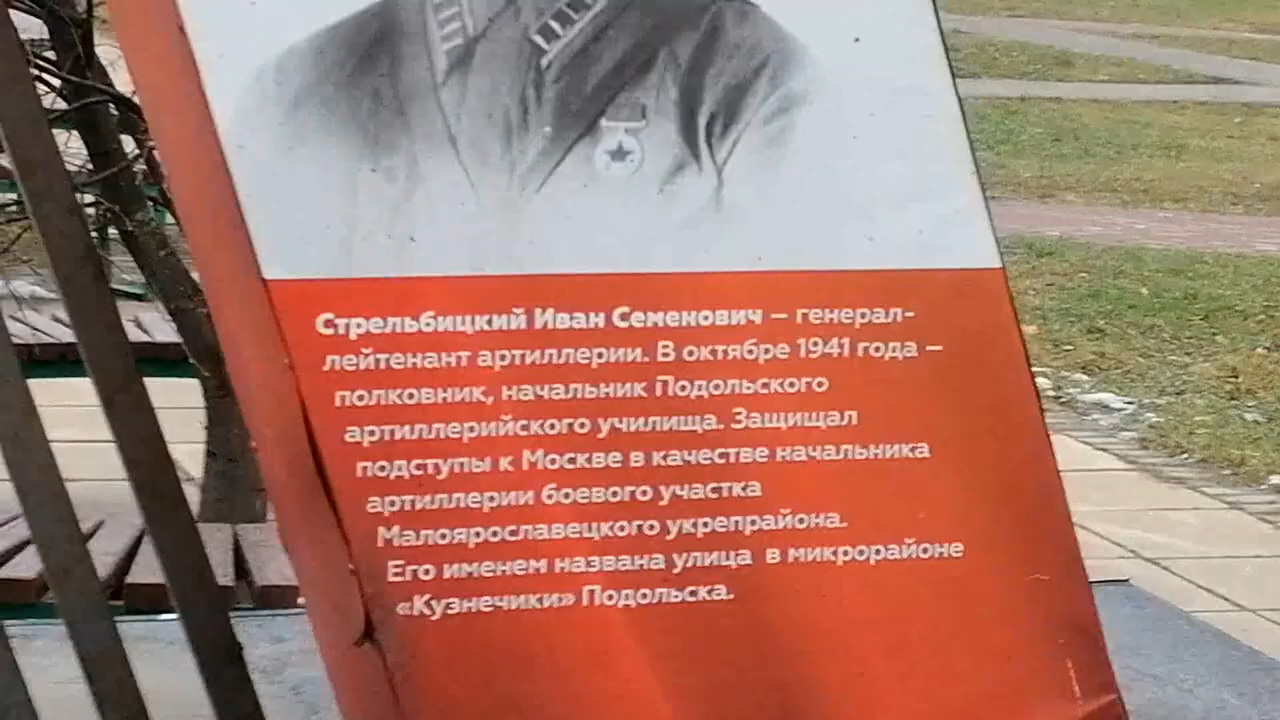 Стрельбицкий Иван Семенович – генерал-
лейтенант артиллерии. В октябре 1941 года –
полковник, начальник Подольского
артиллерийского училища. Защищал
подступы к Москве в качестве начальника
артиллерии боевого участка
Малоярославецкого укрепрайона.
Его именем названа улица в микрорайоне
«Кузнечики» Подольска.